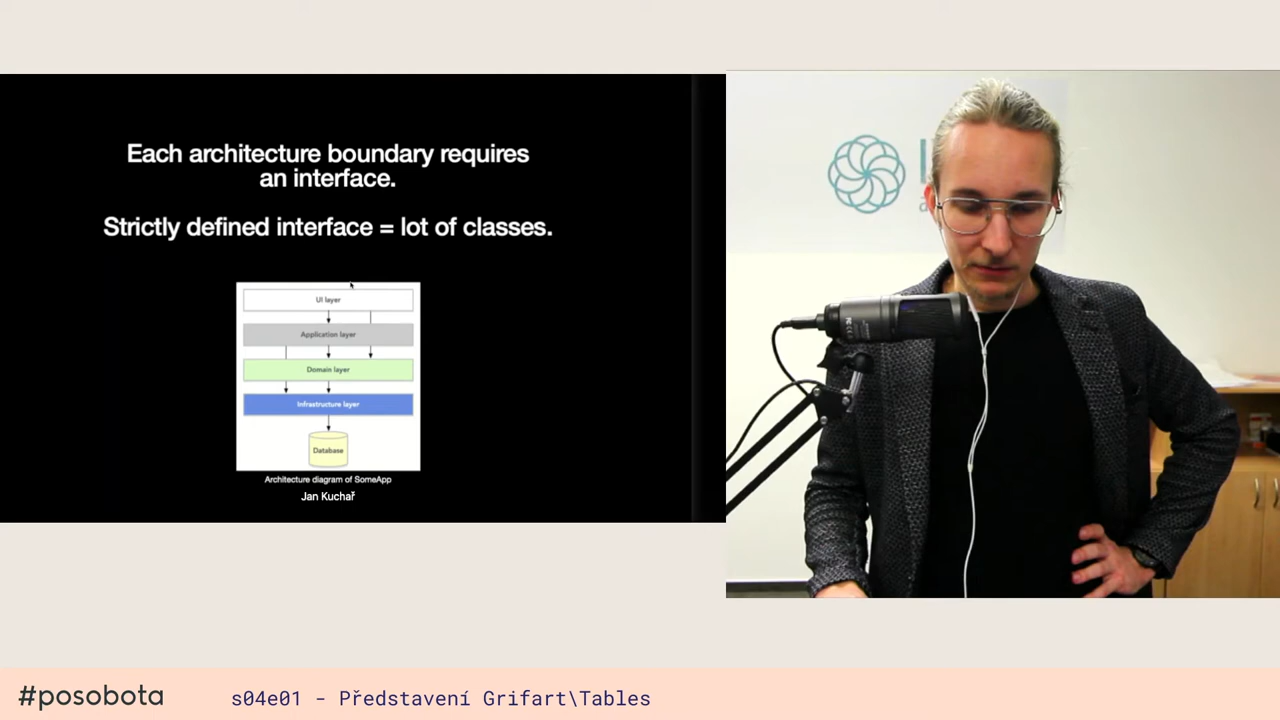 Each architecture boundary requires
an interface.
Strictly defined interface = lot of classes.
UI layer
Application layer
Domain layer
Infrastructure layer
Database
Architecture diagram of SomeApp
Jan Kuchař
#posobota
s04e01 - Představení Grifart\Tables